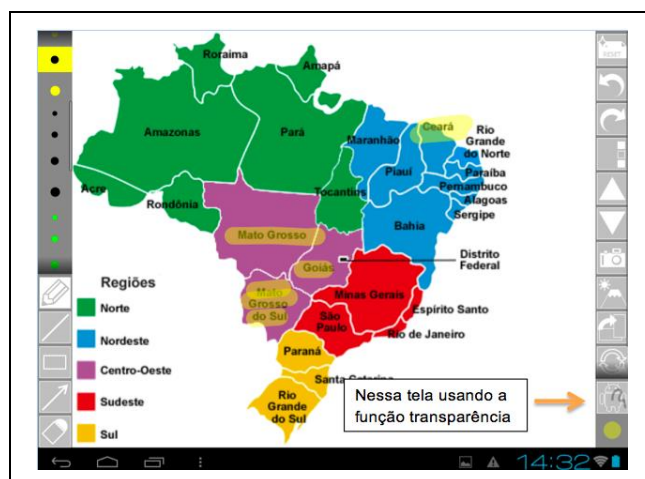 RESET
Roraima
Amapá
Amazonas
Pará
Maranhão
Ceará
Rio
Grande
do Norte
Piauí
Paraíba
Pernambuco
Alagoas
Sergipe
Acre
Rondônia
Tocantins
Bahia
Mato Grosso
Goiás
Distrito
Federal
Mato
Grosso
do Sul
Minas Gerais
Espírito Santo
São
Paulo
Rio de Janeiro
Paraná
Santa Catarina
Rio
Grande
do Sul
Regiões
Norte
Nordeste
Centro-Oeste
Sudeste
Sul
Nessa tela usando a
função transparência
14:32